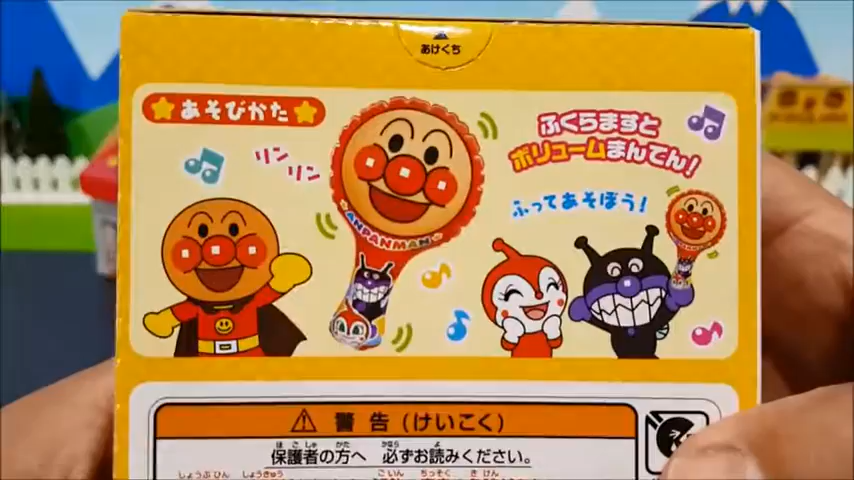 あけくち
あそびかた
リンリン
ふくらますと
ボリュームまんてん!
ふってあそぼう!
ANPANMAN
警告(けいこく)
保護者の方へ 必ずお読みください。